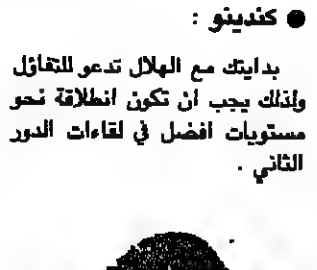 ● كندينو :
بدايتك مع الهلال تدعو للتفاؤل
ولذلك يجب ان تكون انطلاقة نحو
مستويات افضل في لقاءات الدور
الثاني .